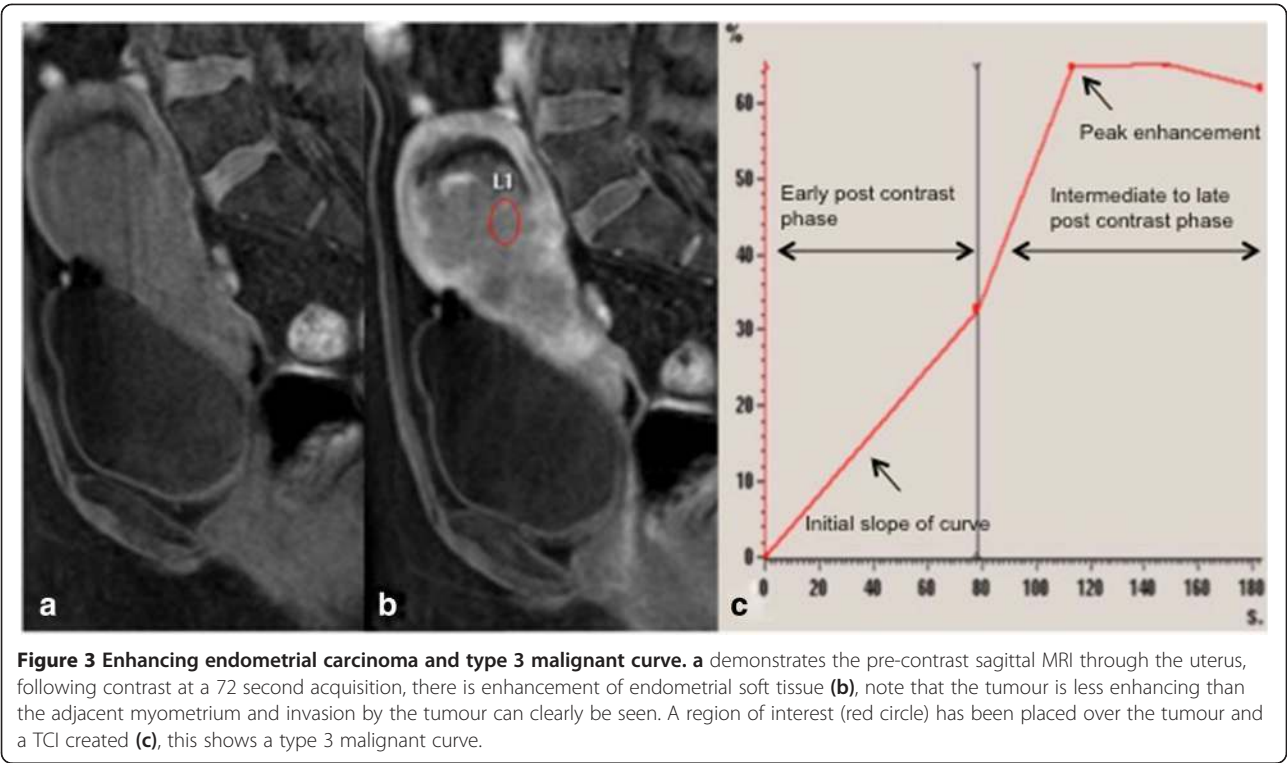 L1
a
b
%
60
50
40
30
20
10
0
0 20 40 60 80 100 120 140 160 180
s.
Early post contrast
phase
Intermediate to late
post contrast phase
Peak enhancement
Initial slope of curve
c
Figure 3 Enhancing endometrial carcinoma and type 3 malignant curve. a demonstrates the pre-contrast sagittal MRI through the uterus,
following contrast at a 72 second acquisition, there is enhancement of endometrial soft tissue (b), note that the tumour is less enhancing than
the adjacent myometrium and invasion by the tumour can clearly be seen. A region of interest (red circle) has been placed over the tumour and
a TCI created (c), this shows a type 3 malignant curve.